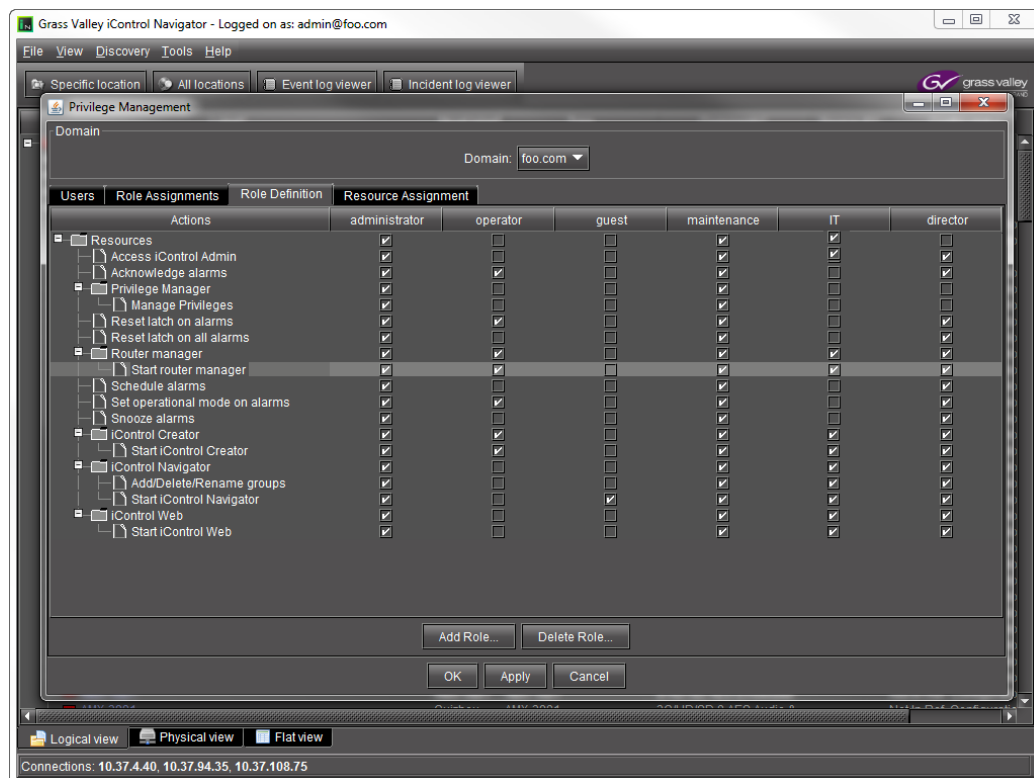 Grass Valley iControl Navigator - Logged on as: admin@foo.com
File View Discovery Tools Help
Specific location All locations Event log viewer Incident log viewer
grass valley
Privilege Management
Domain
Domain: foo.com
Users Role Assignments Role Definition Resource Assignment
Actions administrator operator guest maintenance IT director
Resources
Access iControl Admin
Acknowledge alarms
Privilege Manager
Manage Privileges
Reset latch on alarms
Reset latch on all alarms
Router manager
Start router manager
Schedule alarms
Set operational mode on alarms
Snooze alarms
iControl Creator
Start iControl Creator
iControl Navigator
Add/Delete/Rename groups
Start iControl Navigator
iControl Web
Start iControl Web
Add Role... Delete Role...
OK Apply Cancel
Logical view Physical view Flat view
Connections: 10.37.4.40, 10.37.94.35, 10.37.108.75